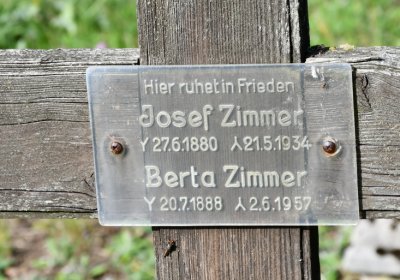 Hier ruhet in Frieden
Josef Zimmer
ᛉ 27.6.1880 ᛣ 21.5.1934
Berta Zimmer
ᛉ 20.7.1888 ᛣ 2.6.1957